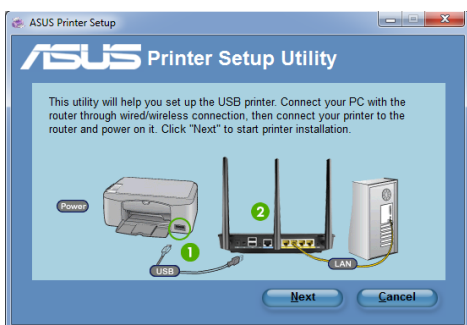 ASUS Printer Setup
ASUS Printer Setup Utility
This utility will help you set up the USB printer. Connect your PC with the
router through wired/wireless connection, then connect your printer to the
router and power on it. Click "Next" to start printer installation.
Power
2
1
USB
LAN
Next Cancel